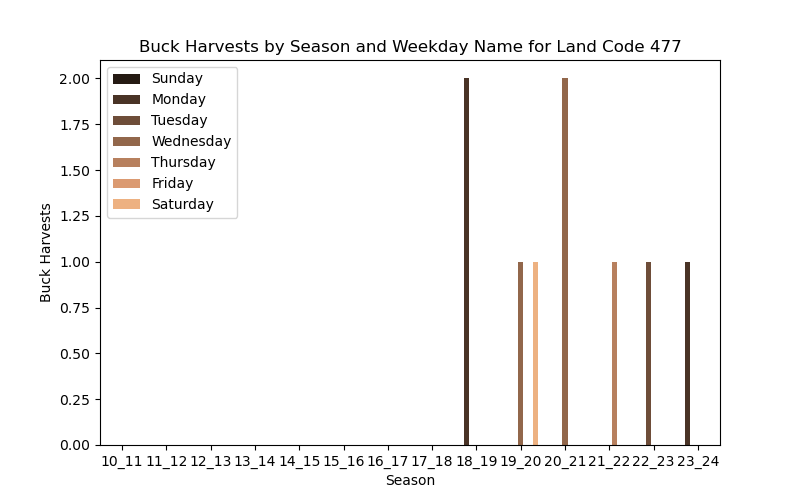 Buck Harvests by Season and Weekday Name for Land Code 477
Sunday
Monday
Tuesday
Wednesday
Thursday
Friday
Saturday
Buck Harvests
2.00
1.75
1.50
1.25
1.00
0.75
0.50
0.25
0.00
10_11 11_12 12_13 13_14 14_15 15_16 16_17 17_18 18_19 19_20 20_21 21_22 22_23 23_24
Season